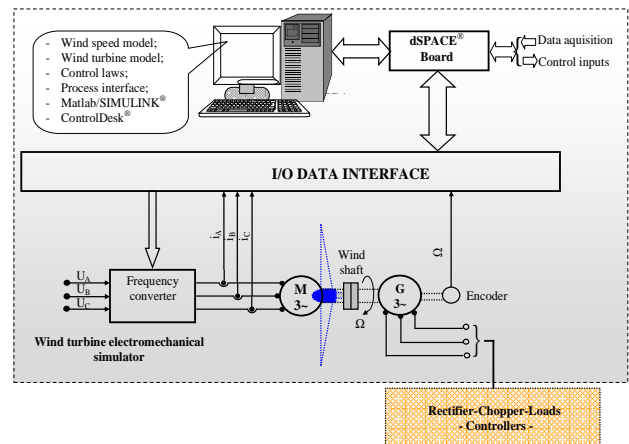 - Wind speed model;
- Wind turbine model;
- Control laws;
- Process interface;
- Matlab/SIMULINK®
- ControlDesk®
dSPACE®
Board
Data aquisition
Control inputs
I/O DATA INTERFACE
iA
iB
iC
Ω
UA
UB
UC
Frequency
converter
M
3~
Wind
shaft
Ω
G
3~
Encoder
Wind turbine electromechanical
simulator
Rectifier-Chopper-Loads
- Controllers -